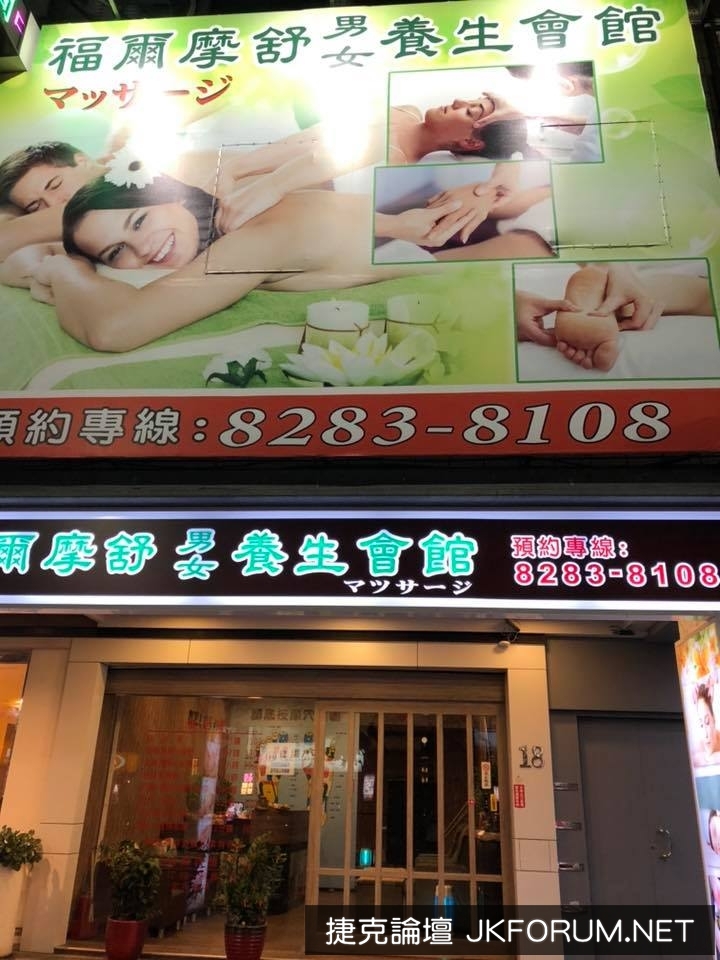 福爾摩舒男女養生會館
マッサージ
預約專線:8283-8108
爾摩舒男女養生會館
マツサージ
預約專線:
8283-8108
18
捷克論壇 JKFORUM.NET